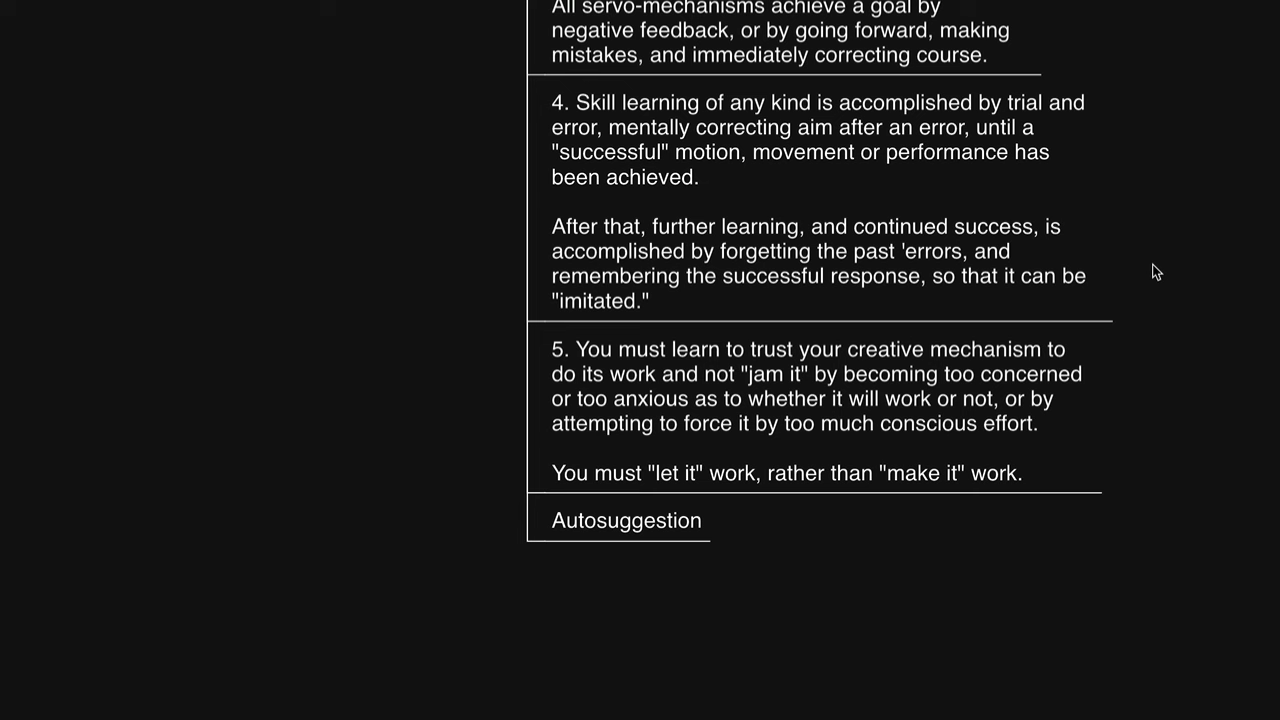 All servo-mechanisms achieve a goal by
negative feedback, or by going forward, making
mistakes, and immediately correcting course.
4. Skill learning of any kind is accomplished by trial and
error, mentally correcting aim after an error, until a
"successful" motion, movement or performance has
been achieved.
After that, further learning, and continued success, is
accomplished by forgetting the past 'errors, and
remembering the successful response, so that it can be
"imitated."
5. You must learn to trust your creative mechanism to
do its work and not "jam it" by becoming too concerned
or too anxious as to whether it will work or not, or by
attempting to force it by too much conscious effort.
You must "let it" work, rather than "make it" work.
Autosuggestion